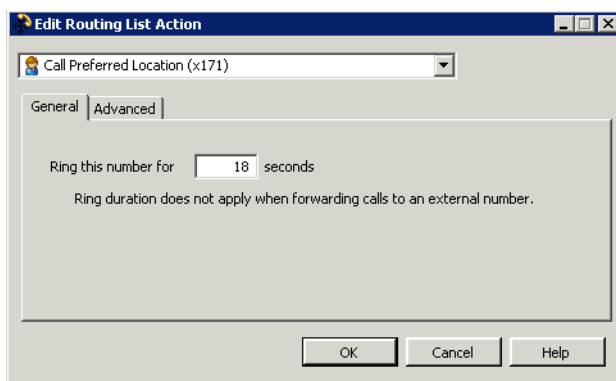 Edit Routing List Action
Call Preferred Location (x171)
General Advanced
Ring this number for 18 seconds
Ring duration does not apply when forwarding calls to an external number.
OK Cancel Help